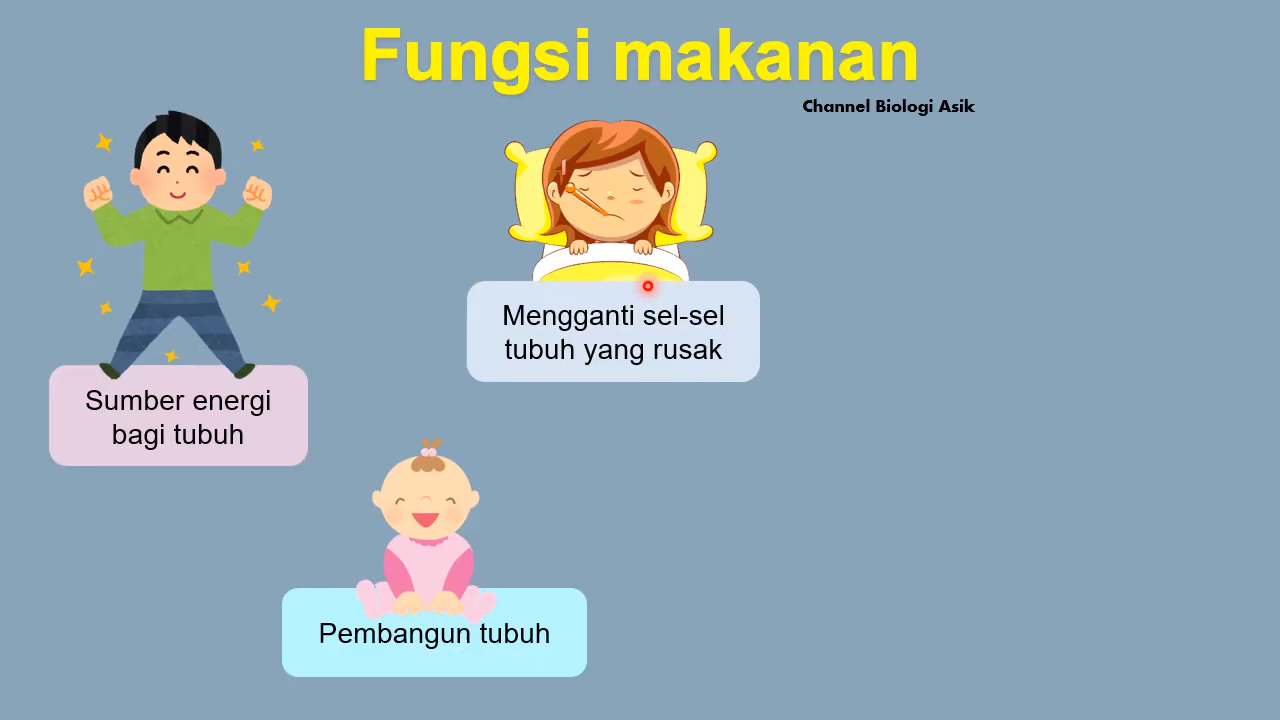 Fungsi makanan
Channel Biologi Asik
Mengganti sel-sel
tubuh yang rusak
Sumber energi
bagi tubuh
Pembangun tubuh